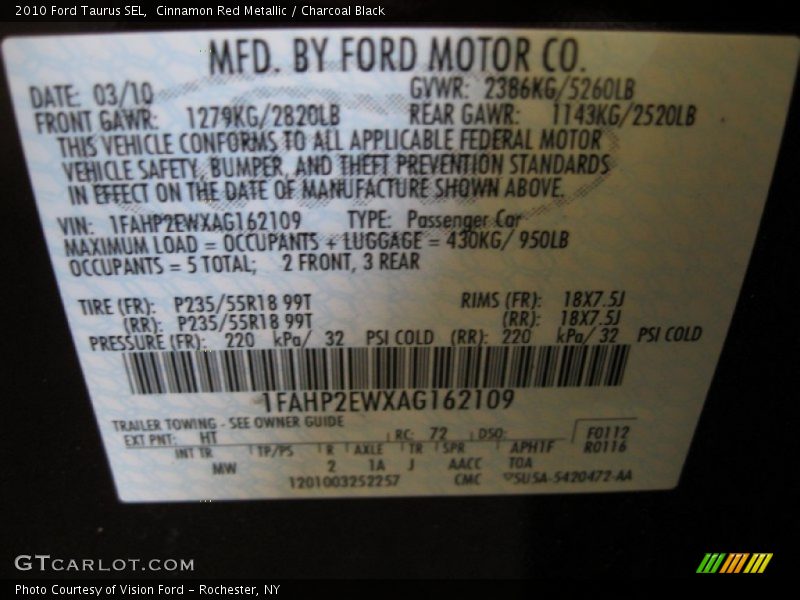 2010 Ford Taurus SEL, Cinnamon Red Metallic / Charcoal Black
MFD. BY FORD MOTOR CO.
DATE: 03/10 GVWR: 2386KG/5260LB
FRONT GAWR: 1279KG/2820LB REAR GAWR: 1143KG/2520LB
THIS VEHICLE CONFORMS TO ALL APPLICABLE FEDERAL MOTOR
VEHICLE SAFETY, BUMPER, AND THEFT PREVENTION STANDARDS
IN EFFECT ON THE DATE OF MANUFACTURE SHOWN ABOVE.
VIN: 1FAHP2EWXAG162109 TYPE: Passenger Car
MAXIMUM LOAD = OCCUPANTS + LUGGAGE = 430KG/ 950LB
OCCUPANTS = 5 TOTAL; 2 FRONT, 3 REAR
TIRE (FR): P235/55R18 99T RIMS (FR): 18X7.5J
(RR): P235/55R18 99T (RR): 18X7.5J
PRESSURE (FR): 220 kPa/ 32 PSI COLD (RR): 220 kPa/ 32 PSI COLD
1FAHP2EWXAG162109
TRAILER TOWING - SEE OWNER GUIDE
EXT PNT: HT RC: 72 DSO: F0112
R0116
INT TR TP/PS R AXLE TR SPR APH1F
MW 2 1A J AACC TOA
1201003252257 CMC 5U5A-5420472-AA
GTCARLOT.COM
Photo Courtesy of Vision Ford - Rochester, NY